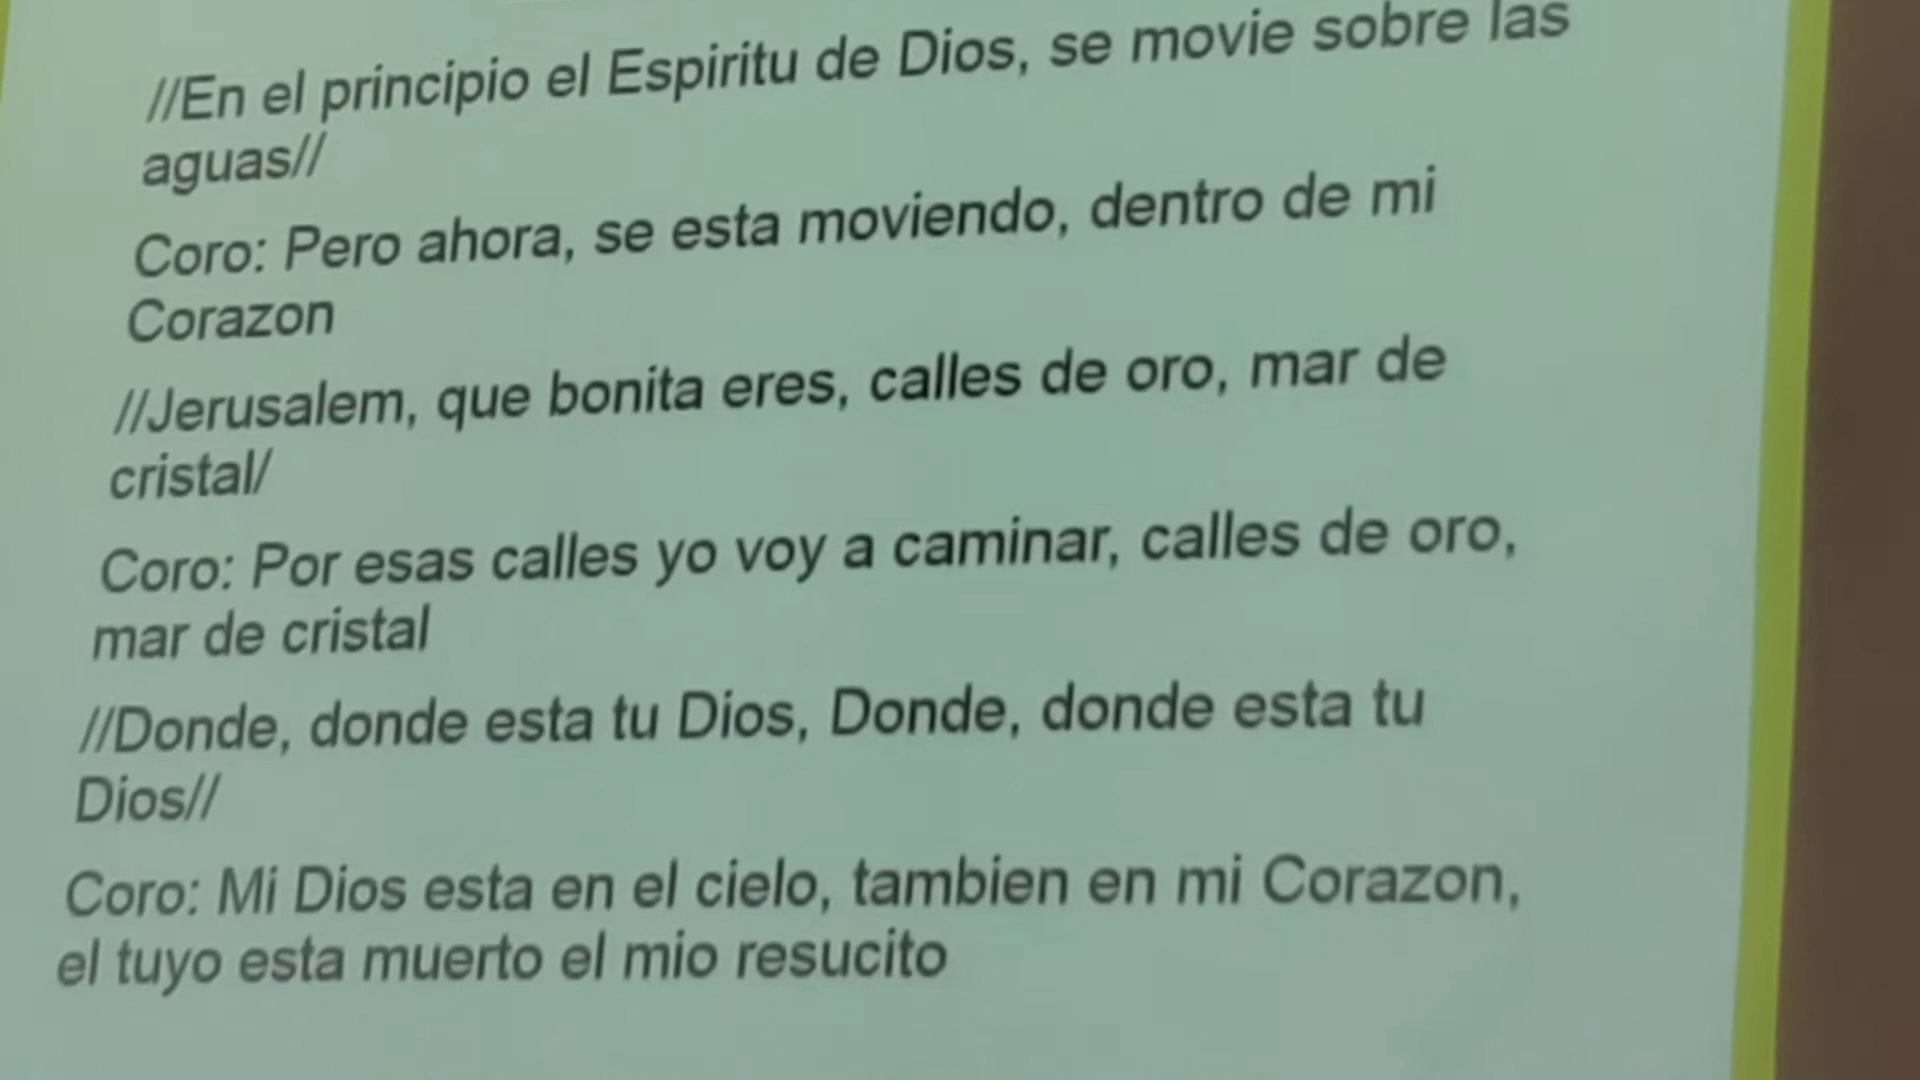 //En el principio el Espiritu de Dios, se movie sobre las
aguas//
Coro: Pero ahora, se esta moviendo, dentro de mi
Corazon
//Jerusalem, que bonita eres, calles de oro, mar de
cristal/
Coro: Por esas calles yo voy a caminar, calles de oro,
mar de cristal
//Donde, donde esta tu Dios, Donde, donde esta tu
Dios//
Coro: Mi Dios esta en el cielo, tambien en mi Corazon,
el tuyo esta muerto el mio resucito